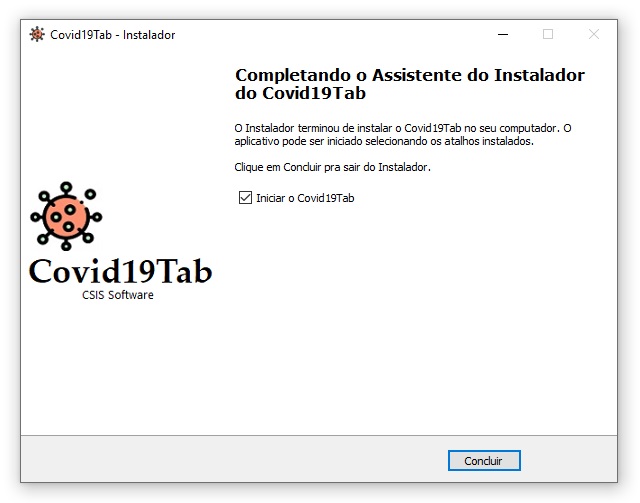 Covid19Tab - Instalador
Completando o Assistente do Instalador
do Covid19Tab
O Instalador terminou de instalar o Covid19Tab no seu computador. O
aplicativo pode ser iniciado selecionando os atalhos instalados.
Clique em Concluir pra sair do Instalador.
Iniciar o Covid19Tab
Covid19Tab
CSIS Software
Concluir